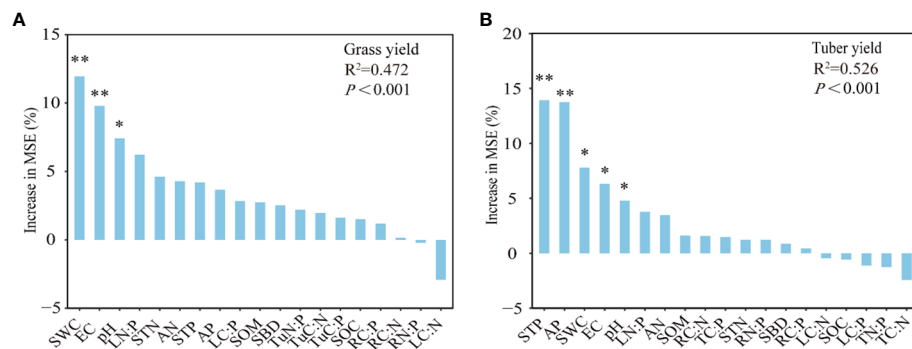 A
15
10
5
0
−5
Increase in MSE (%)
Grass yield
R²=0.472
P＜0.001
**
**
*
SWC
EC
pH
LN:P
STN
AN
STP
AP
LC:P
SOM
SBD
TuN:P
TuC:N
TuC:P
SOC
RC:P
RC:N
RN:P
LC:N
B
20
15
10
5
0
−5
Increase in MSE (%)
Tuber yield
R²=0.526
P＜0.001
**
**
*
*
*
STP
AP
SWC
EC
pH
LN:P
AN
SOM
RC:N
TC:P
STN
RN:P
SBD
RC:P
LC:N
SOC
LC:P
TN:P
TC:N